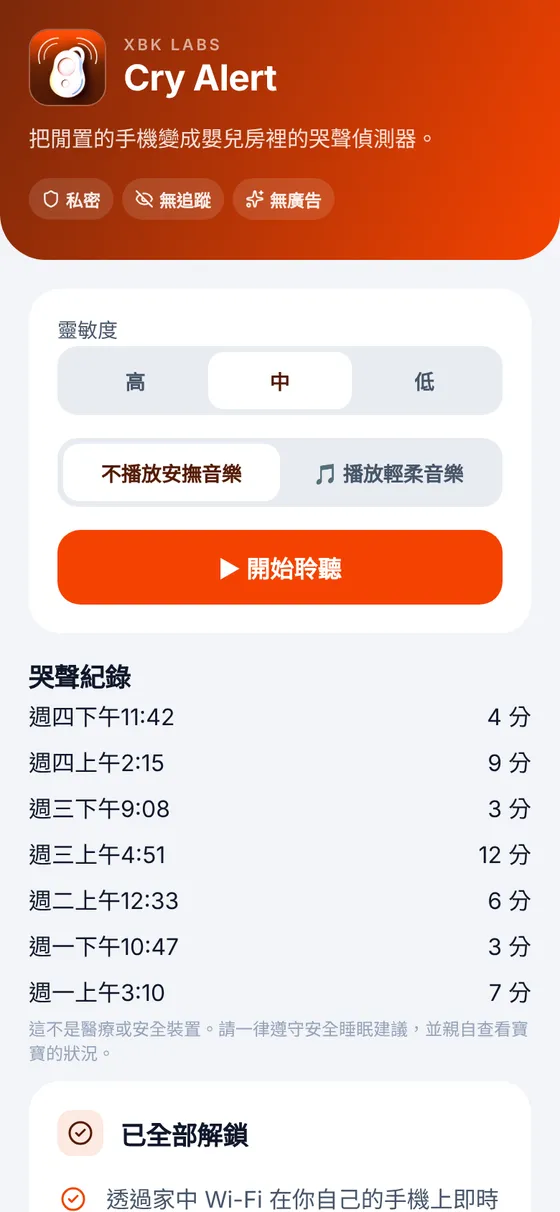 XBK LABS
Cry Alert
把閒置的手機變成嬰兒房裡的哭聲偵測器。
私密
無追蹤
無廣告
靈敏度
高
中
低
不播放安撫音樂
🎵 播放輕柔音樂
▶ 開始聆聽
哭聲紀錄
週四下午11:42
4 分
週四上午2:15
9 分
週三下午9:08
3 分
週三上午4:51
12 分
週二上午12:33
6 分
週一下午10:47
3 分
週一上午3:10
7 分
這不是醫療或安全裝置。請一律遵守安全睡眠建議，並親自查看寶
寶的狀況。
已全部解鎖
透過家中 Wi-Fi 在你自己的手機上即時